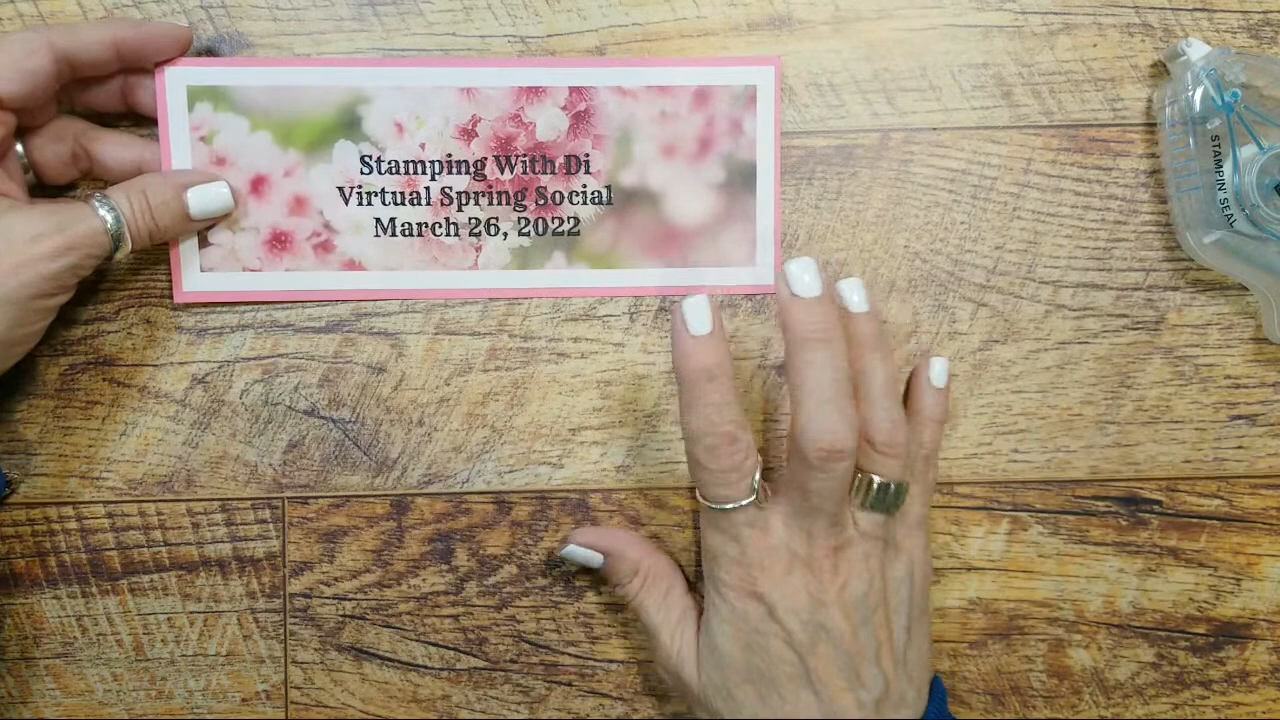 Stamping With Di
Virtual Spring Social
March 26, 2022
STAMPIN' SEAL